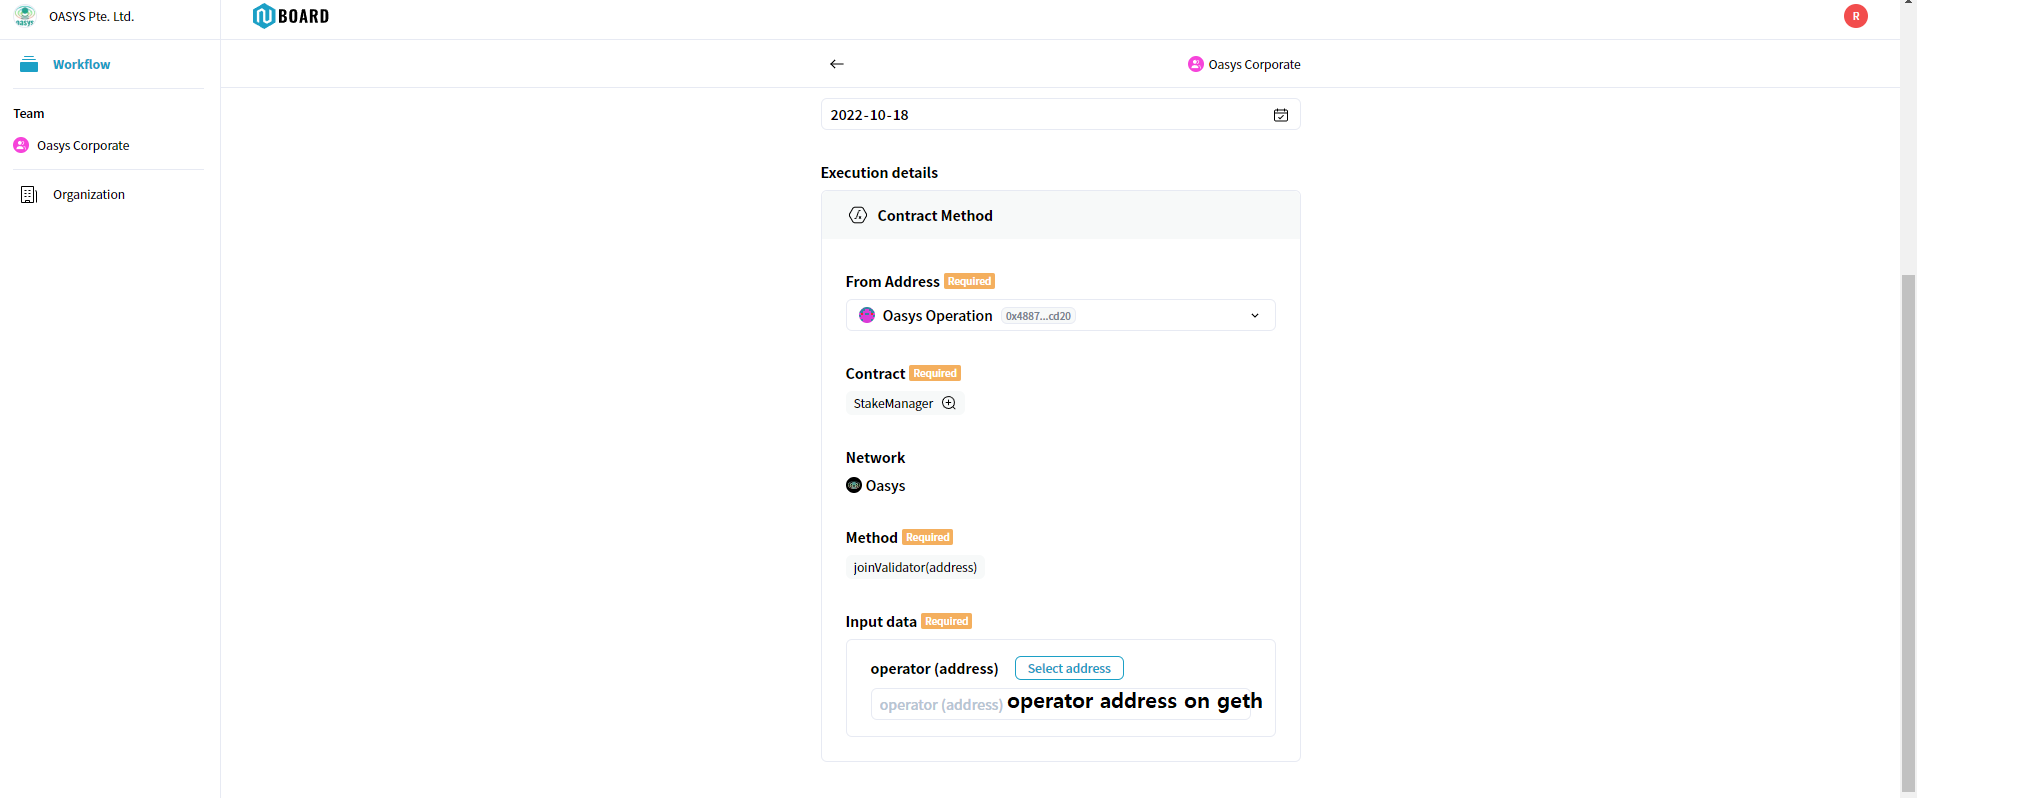 OASYS Pte. Ltd.
BOARD
R
Workflow
Oasys Corporate
Team
Oasys Corporate
Organization
2022-10-18
Execution details
Contract Method
From Address Required
Oasys Operation 0x4887...cd20
Contract Required
StakeManager
Network
Oasys
Method Required
joinValidator(address)
Input data Required
operator (address) Select address
operator (address) operator address on geth